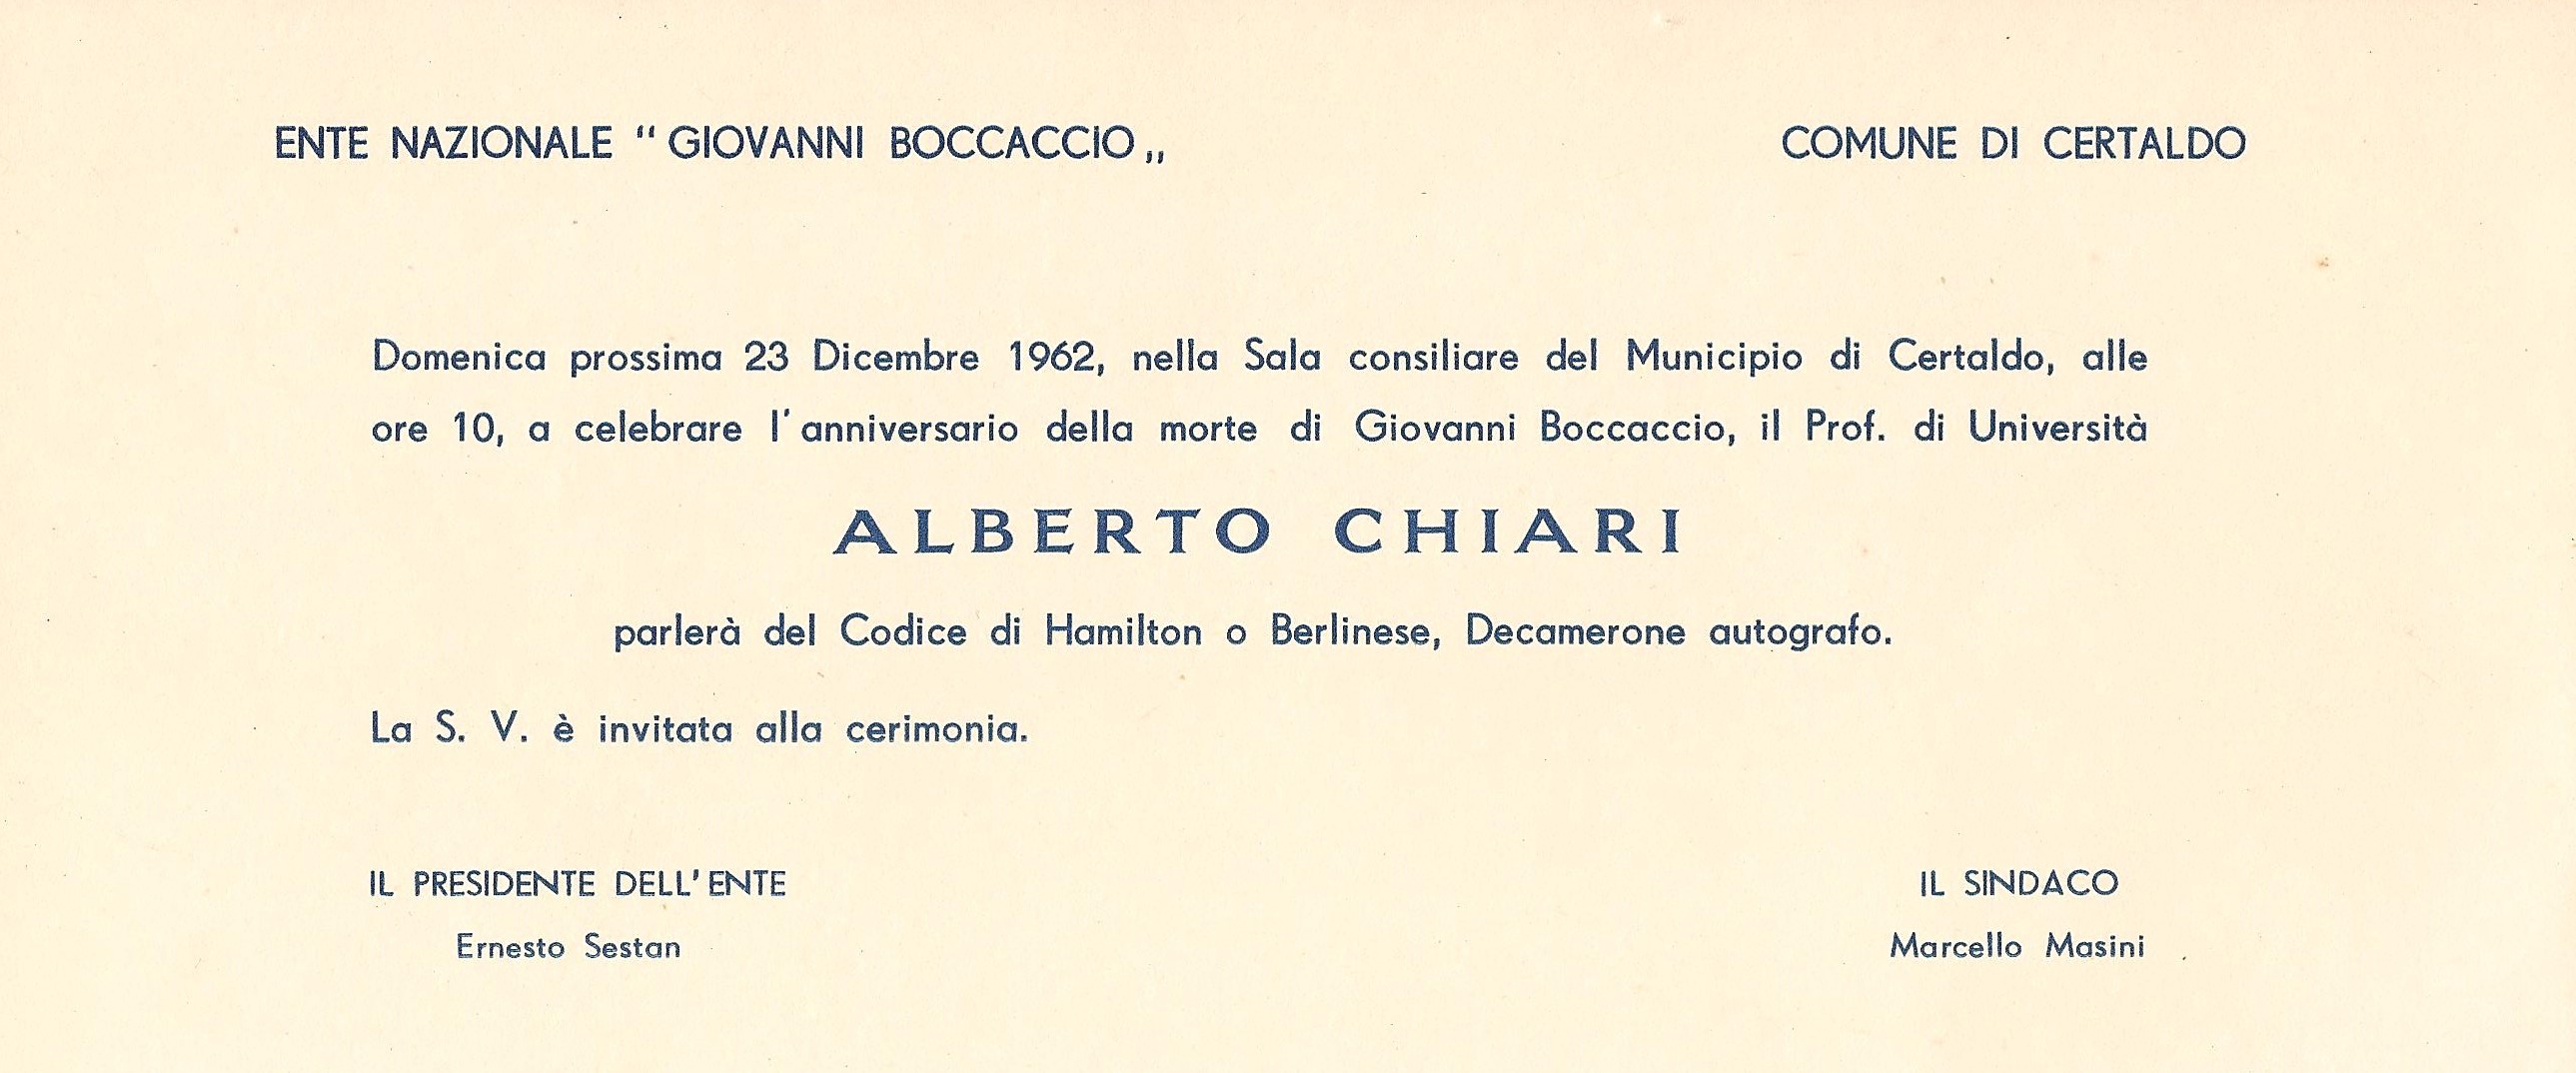 ENTE NAZIONALE “ GIOVANNI BOCCACCIO „
COMUNE DI CERTALDO
Domenica prossima 23 Dicembre 1962, nella Sala consiliare del Municipio di Certaldo, alle
ore 10, a celebrare l'anniversario della morte di Giovanni Boccaccio, il Prof. di Università
ALBERTO CHIARI
parlerà del Codice di Hamilton o Berlinese, Decamerone autografo.
La S. V. è invitata alla cerimonia.
IL PRESIDENTE DELL'ENTE
Ernesto Sestan
IL SINDACO
Marcello Masini